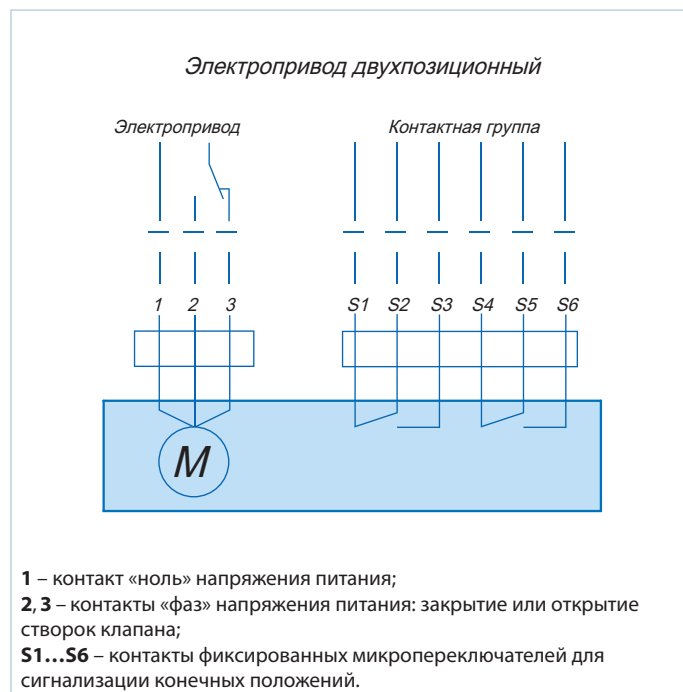 Электропривод двухпозиционный
Электропривод
Контактная группа
1 2 3 S1 S2 S3 S4 S5 S6
M
1 – контакт «ноль» напряжения питания;
2, 3 – контакты «фаз» напряжения питания: закрытие или открытие
створок клапана;
S1...S6 – контакты фиксированных микропереключателей для
сигнализации конечных положений.